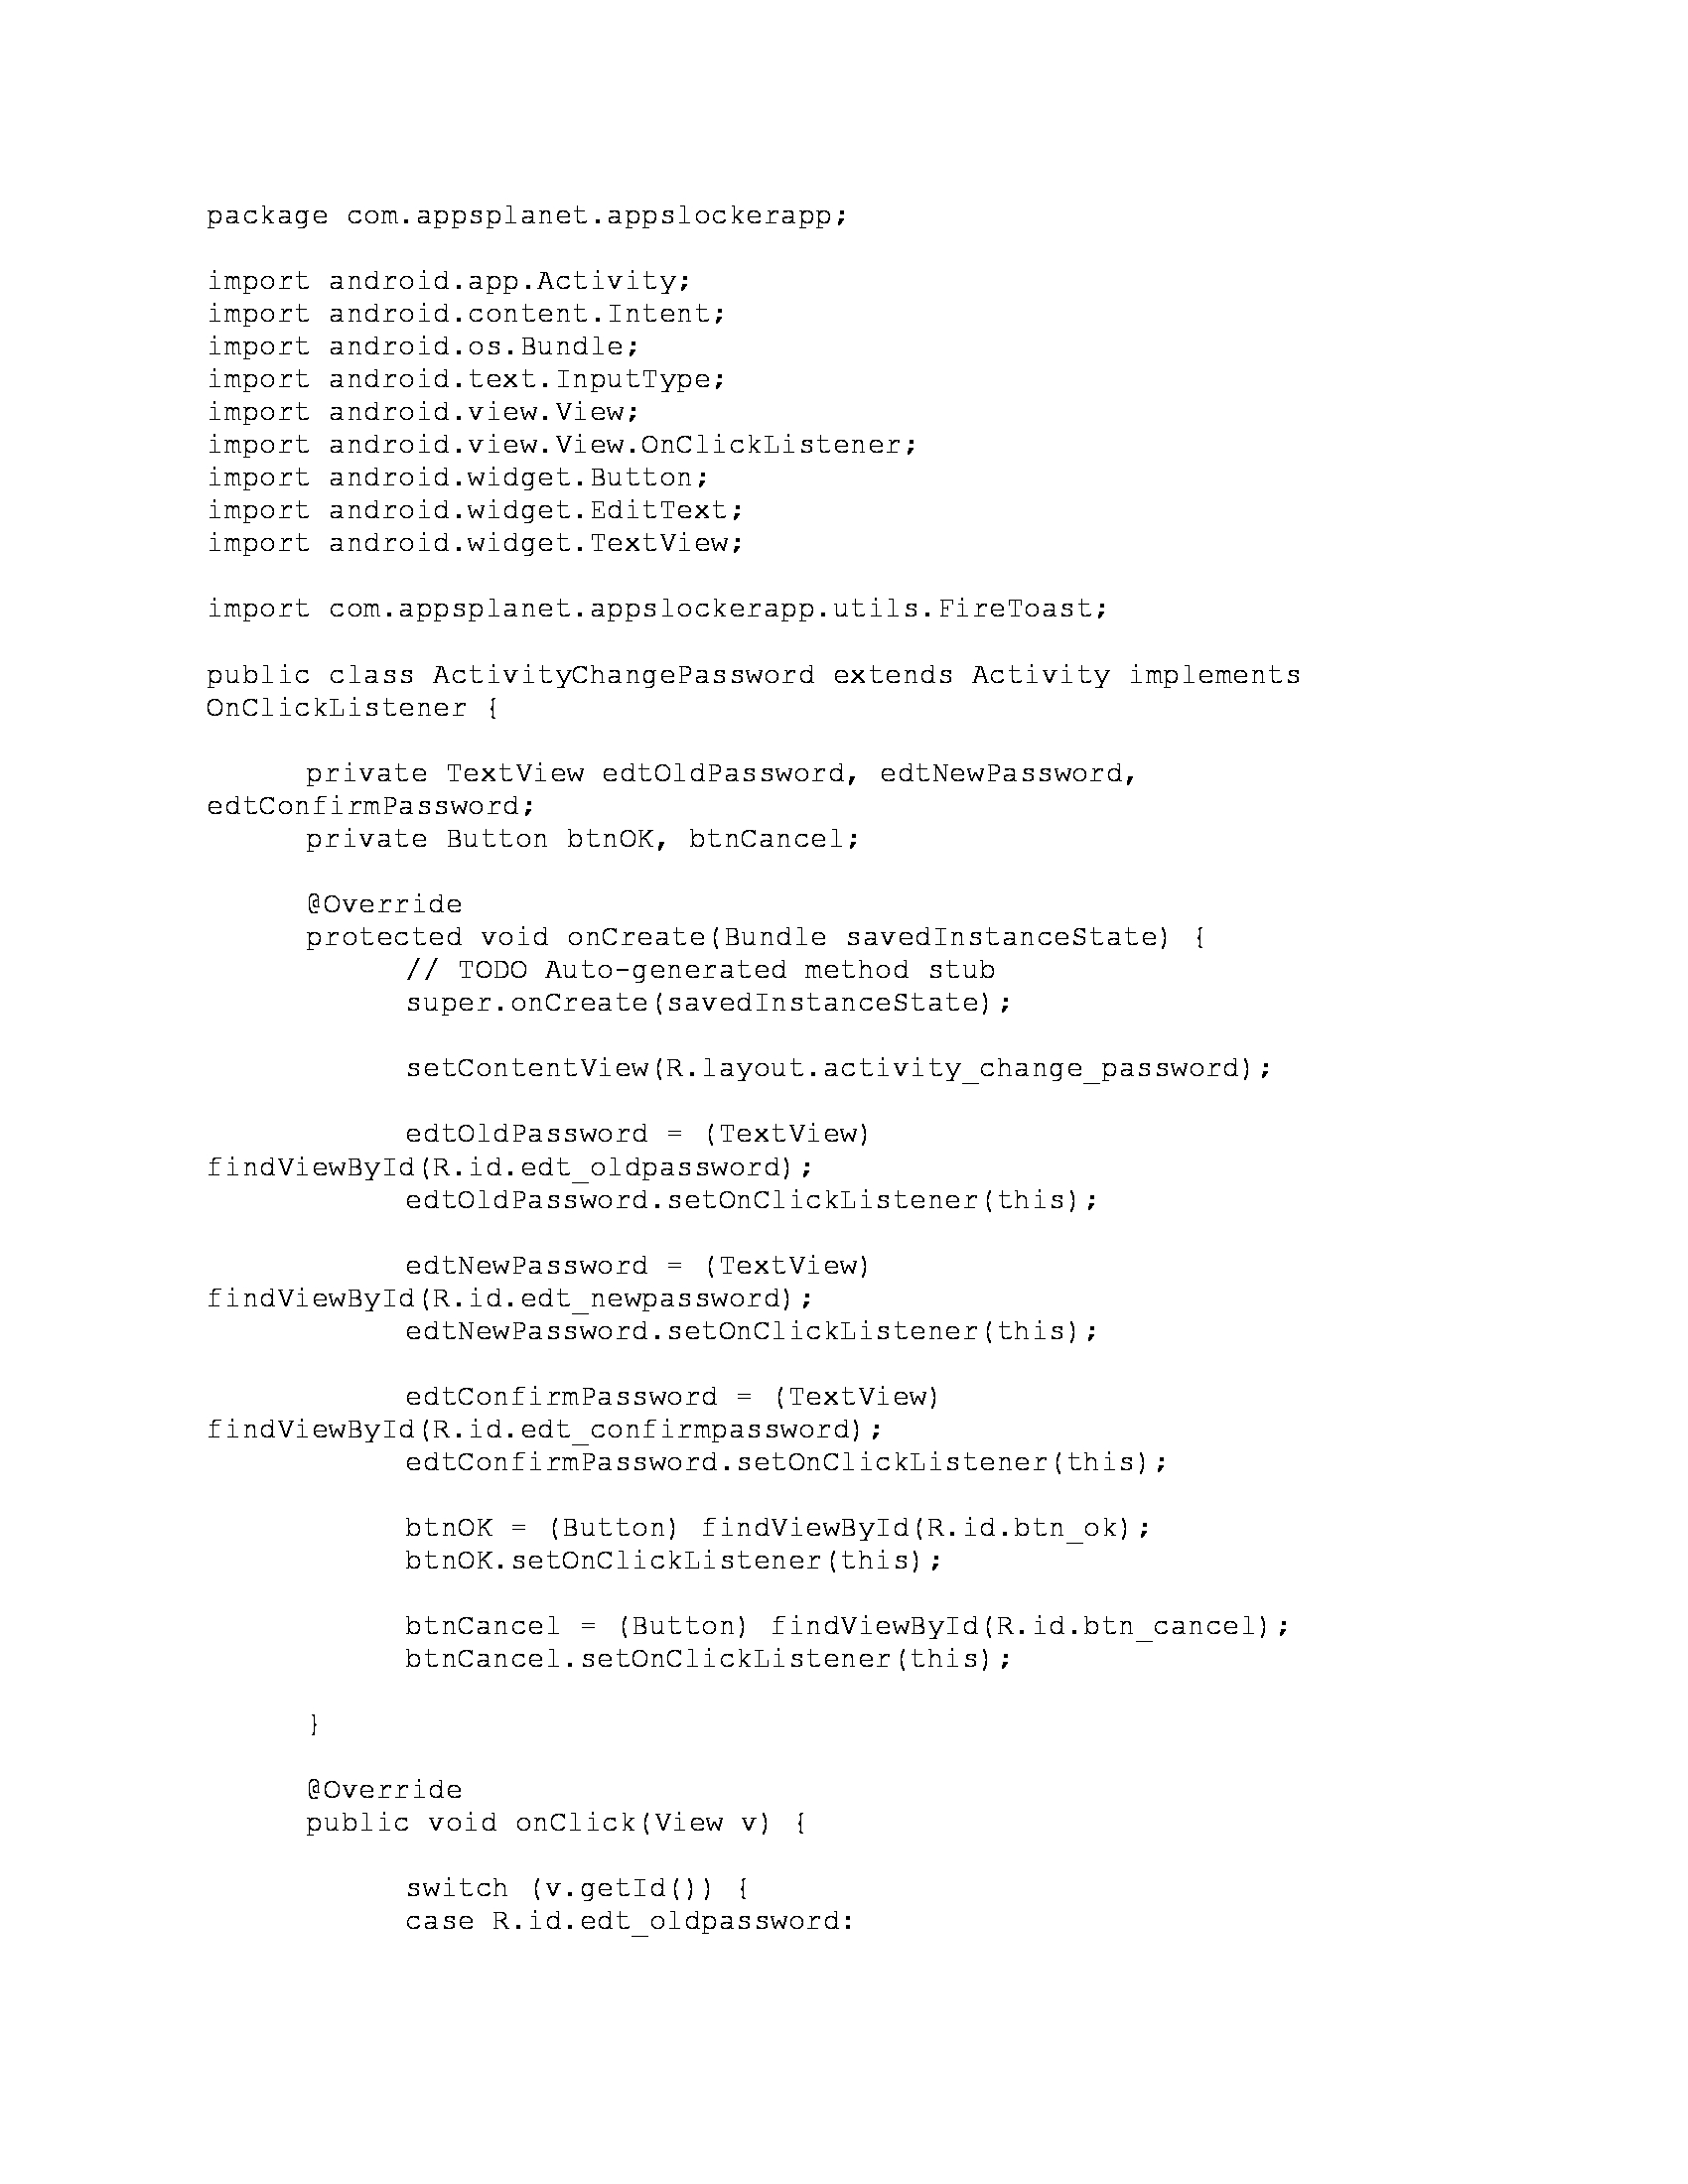 package com.appsplanet.appslockerapp;

import android.app.Activity;
import android.content.Intent;
import android.os.Bundle;
import android.text.InputType;
import android.view.View;
import android.view.View.OnClickListener;
import android.widget.Button;
import android.widget.EditText;
import android.widget.TextView;

import com.appsplanet.appslockerapp.utils.FireToast;

public class ActivityChangePassword extends Activity implements
OnClickListener {

      private TextView edtOldPassword, edtNewPassword,
edtConfirmPassword;
      private Button btnOK, btnCancel;

      @Override
      protected void onCreate(Bundle savedInstanceState) {
            // TODO Auto-generated method stub
            super.onCreate(savedInstanceState);

            setContentView(R.layout.activity_change_password);

            edtOldPassword = (TextView)
findViewById(R.id.edt_oldpassword);
            edtOldPassword.setOnClickListener(this);

            edtNewPassword = (TextView)
findViewById(R.id.edt_newpassword);
            edtNewPassword.setOnClickListener(this);

            edtConfirmPassword = (TextView)
findViewById(R.id.edt_confirmpassword);
            edtConfirmPassword.setOnClickListener(this);

            btnOK = (Button) findViewById(R.id.btn_ok);
            btnOK.setOnClickListener(this);

            btnCancel = (Button) findViewById(R.id.btn_cancel);
            btnCancel.setOnClickListener(this);

      }

      @Override
      public void onClick(View v) {

            switch (v.getId()) {
            case R.id.edt_oldpassword: